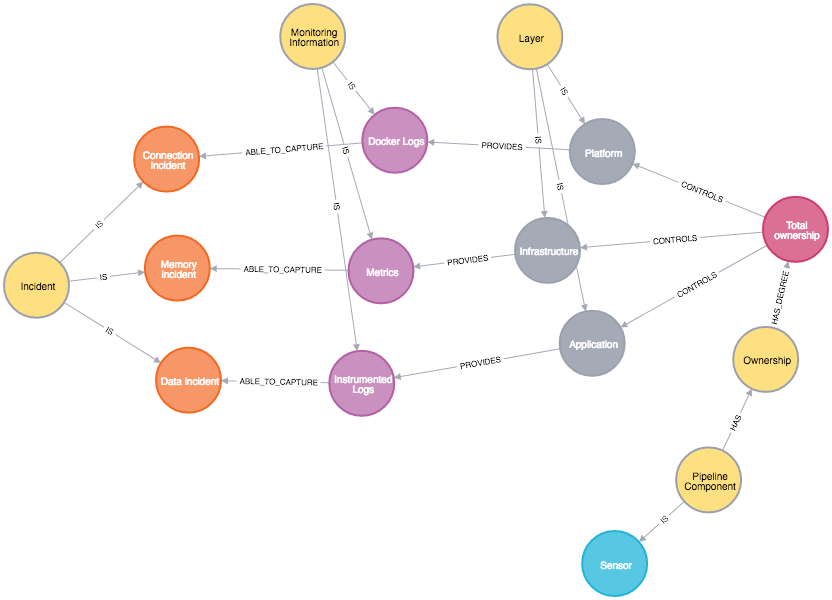 Monitoring
Information
Layer
IS
IS
Docker Logs
Platform
PROVIDES
ABLE_TO_CAPTURE
Connection
Incident
IS
IS
IS
IS
CONTROLS
IS
Total
ownership
CONTROLS
Infrastructure
PROVIDES
Metrics
ABLE_TO_CAPTURE
Memory
Incident
IS
Incident
CONTROLS
HAS_DEGREE
IS
Application
PROVIDES
Instrumented
Logs
ABLE_TO_CAPTURE
Data Incident
Ownership
HAS
Pipeline
Component
IS
Sensor